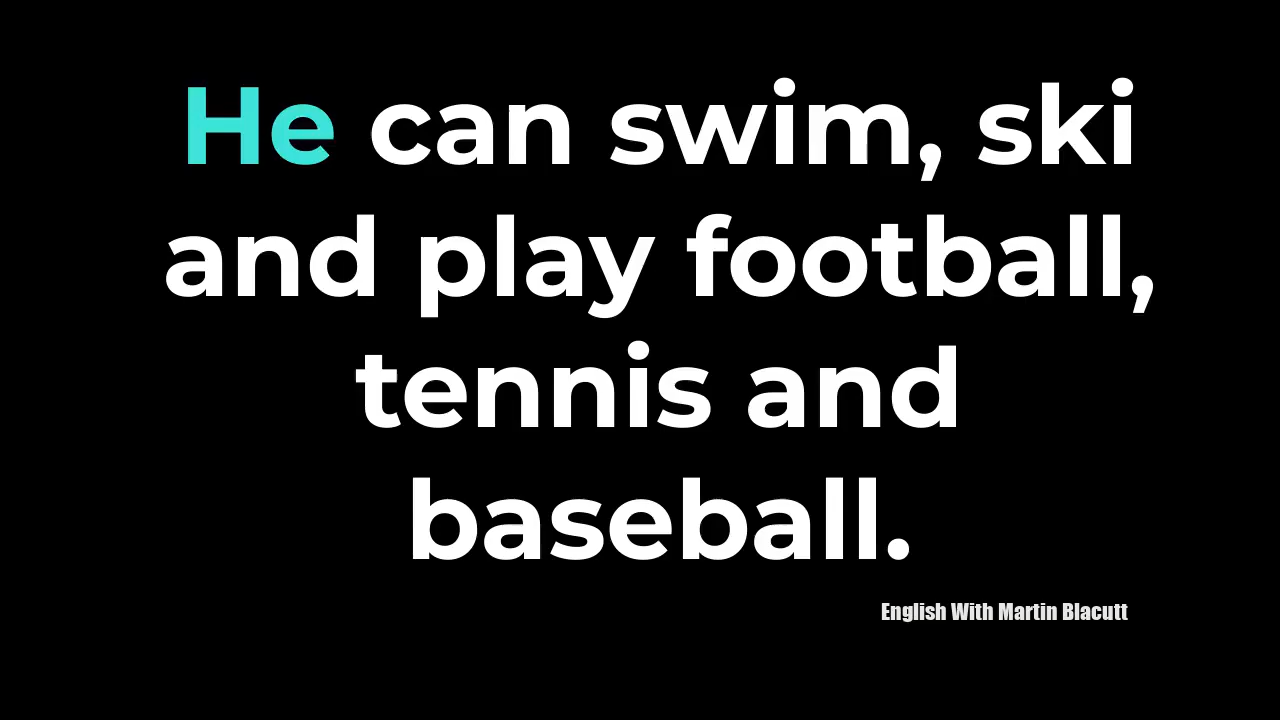 He can swim, ski
and play football,
tennis and
baseball.
English With Martin Blacutt